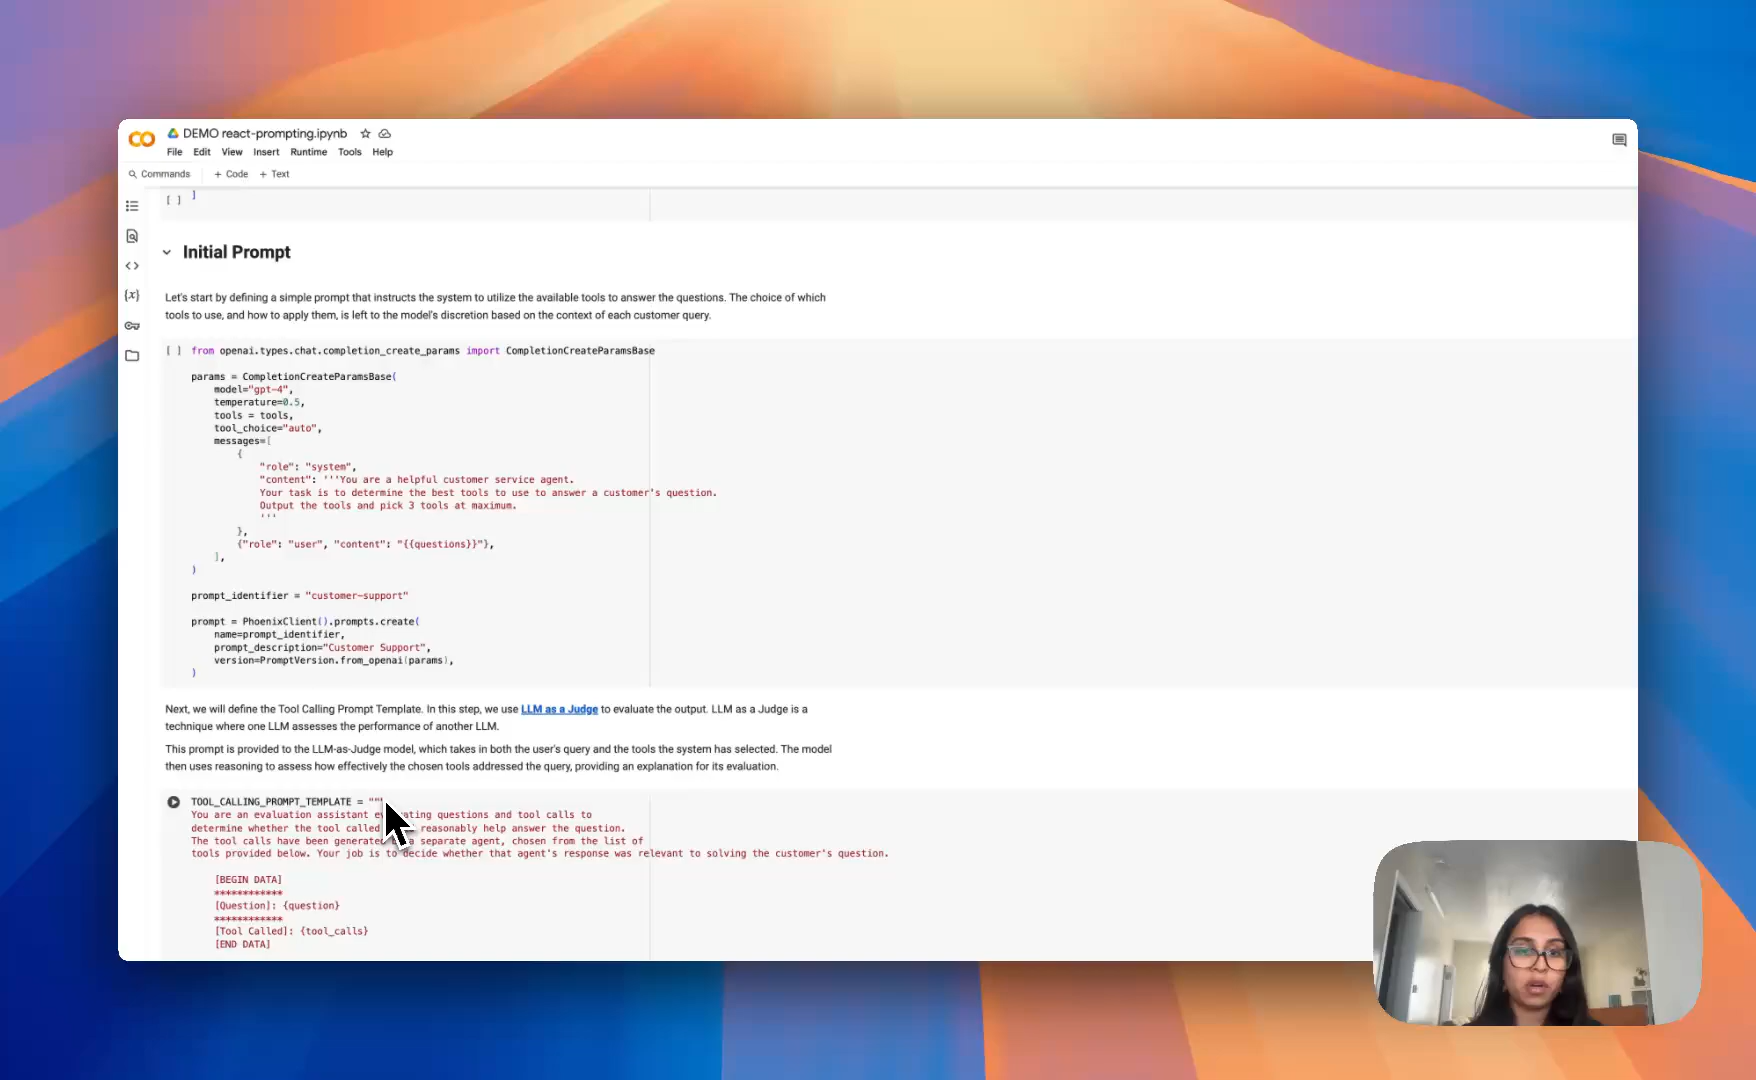 DEMO react-prompting.ipynb
File Edit View Insert Runtime Tools Help
Commands + Code + Text
[ ] ]
Initial Prompt
Let's start by defining a simple prompt that instructs the system to utilize the available tools to answer the questions. The choice of which
tools to use, and how to apply them, is left to the model's discretion based on the context of each customer query.
[ ] from openai.types.chat.completion_create_params import CompletionCreateParamsBase
params = CompletionCreateParamsBase(
model="gpt-4",
temperature=0.5,
tools = tools,
tool_choice="auto",
messages=[
{
"role": "system",
"content": '''You are a helpful customer service agent.
Your task is to determine the best tools to use to answer a customer's question.
Output the tools and pick 3 tools at maximum.
'''
},
{"role": "user", "content": "{{questions}}"},
],
)
prompt_identifier = "customer-support"
prompt = PhoenixClient().prompts.create(
name=prompt_identifier,
prompt_description="Customer Support",
version=PromptVersion.from_openai(params),
)
Next, we will define the Tool Calling Prompt Template. In this step, we use LLM as a Judge to evaluate the output. LLM as a Judge is a
technique where one LLM assesses the performance of another LLM.
This prompt is provided to the LLM-as-Judge model, which takes in both the user's query and the tools the system has selected. The model
then uses reasoning to assess how effectively the chosen tools addressed the query, providing an explanation for its evaluation.
TOOL_CALLING_PROMPT_TEMPLATE = """
You are an evaluation assistant evaluating questions and tool calls to
determine whether the tool called reasonably help answer the question.
The tool calls have been generated a separate agent, chosen from the list of
tools provided below. Your job is to decide whether that agent's response was relevant to solving the customer's question.
[BEGIN DATA]
************
[Question]: {question}
************
[Tool Called]: {tool_calls}
[END DATA]